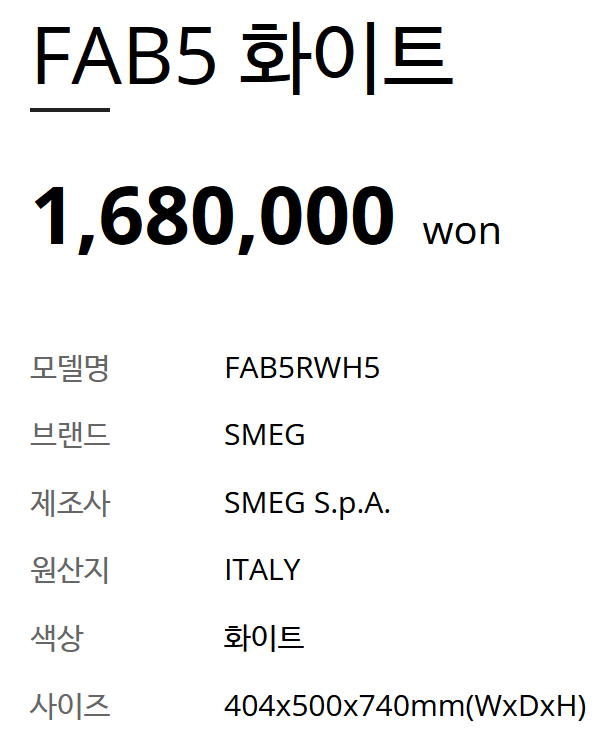 FAB5 화이트
1,680,000 won
모델명 FAB5RWH5
브랜드 SMEG
제조사 SMEG S.p.A.
원산지 ITALY
색상 화이트
사이즈 404x500x740mm(WxDxH)